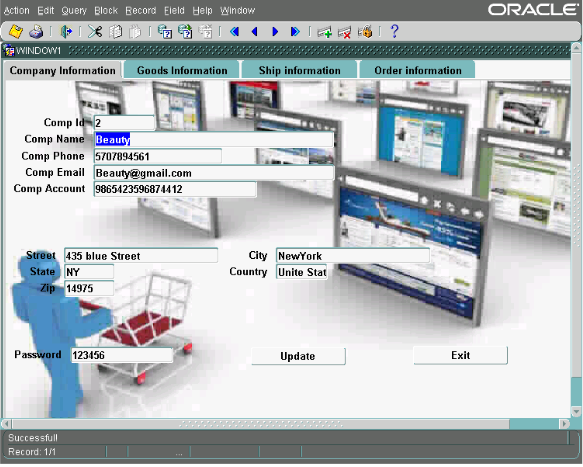 Action Edit Query Block Record Field Help Window
ORACLE
WINDOW1
Company Information Goods Information Ship information Order information
Comp Id 2
Comp Name Beauty
Comp Phone 5707894561
Comp Email Beauty@gmail.com
Comp Account 9865423596874412
Street 435 blue Street City NewYork
State NY Country Unite Stat
Zip 14975
Password 123456 Update Exit
Successfull
Record: 1/1 ...